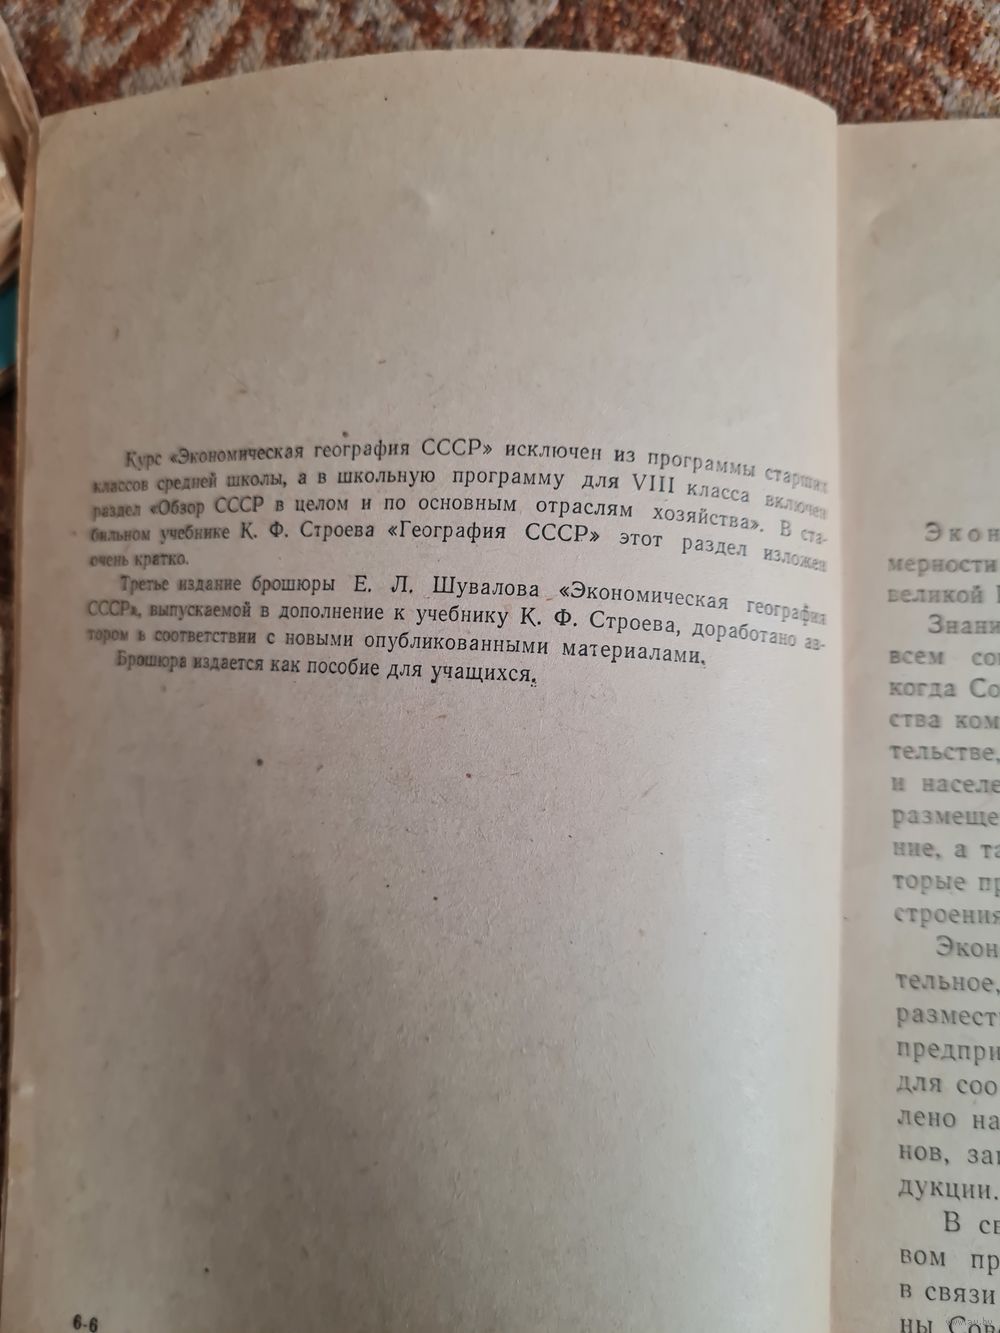 Курс «Экономическая география СССР» исключен из программы старших
классов средней школы, а в школьную программу для VIII класса включен
раздел «Обзор СССР в целом и по основным отраслям хозяйства». В ста-
бильном учебнике К. Ф. Строева «География СССР» этот раздел изложен
очень кратко.
Третье издание брошюры Е. Л. Шувалова «Экономическая география
СССР», выпускаемой в дополнение к учебнику К. Ф. Строева, доработано ав-
тором в соответствии с новыми опубликованными материалами.
Брошюра издается как пособие для учащихся.
6-6
Экон
мерности
великой
Знани
всем со
когда Со
ства ком
тельстве,
и населе
размеще
ние, а та
торые пр
строения
Экон
тельное,
размест
предпри
для соо
лено на
нов, за
дукции.
В св
вом пр
в связи
ны Сов